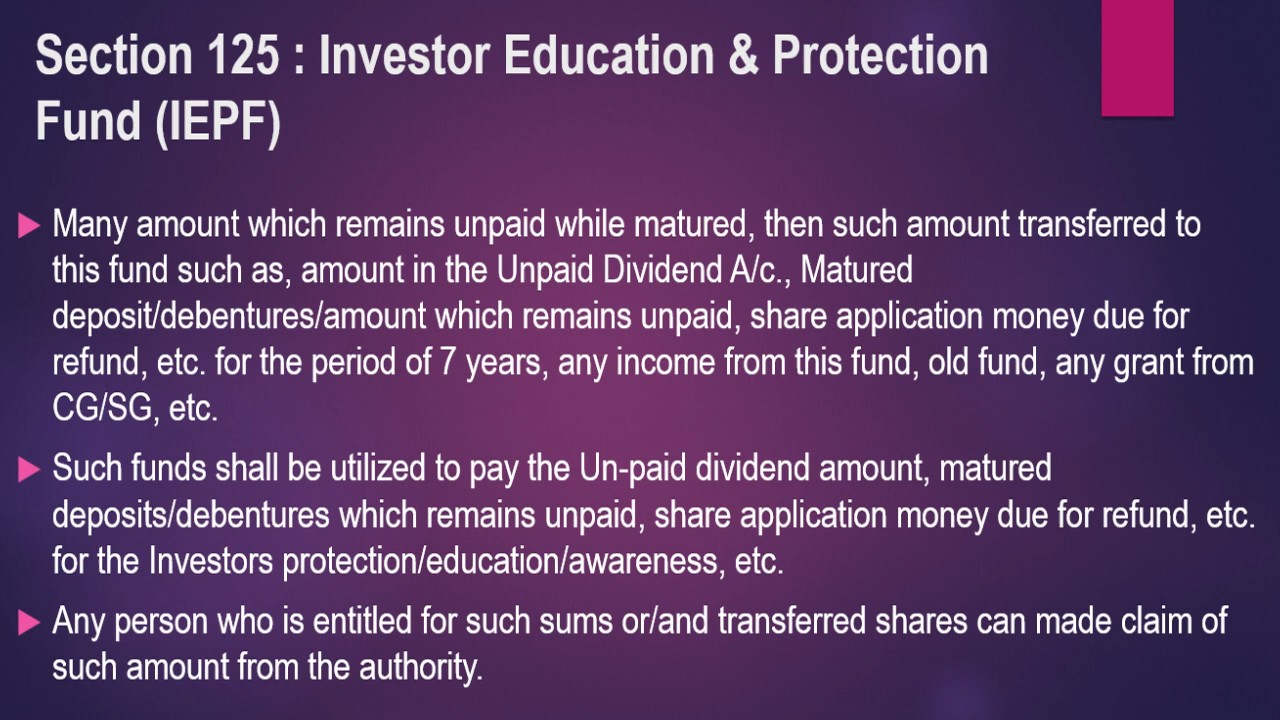 Section 125 : Investor Education & Protection
Fund (IEPF)
Many amount which remains unpaid while matured, then such amount transferred to
this fund such as, amount in the Unpaid Dividend A/c., Matured
deposit/debentures/amount which remains unpaid, share application money due for
refund, etc. for the period of 7 years, any income from this fund, old fund, any grant from
CG/SG, etc.
Such funds shall be utilized to pay the Un-paid dividend amount, matured
deposits/debentures which remains unpaid, share application money due for refund, etc.
for the Investors protection/education/awareness, etc.
Any person who is entitled for such sums or/and transferred shares can made claim of
such amount from the authority.